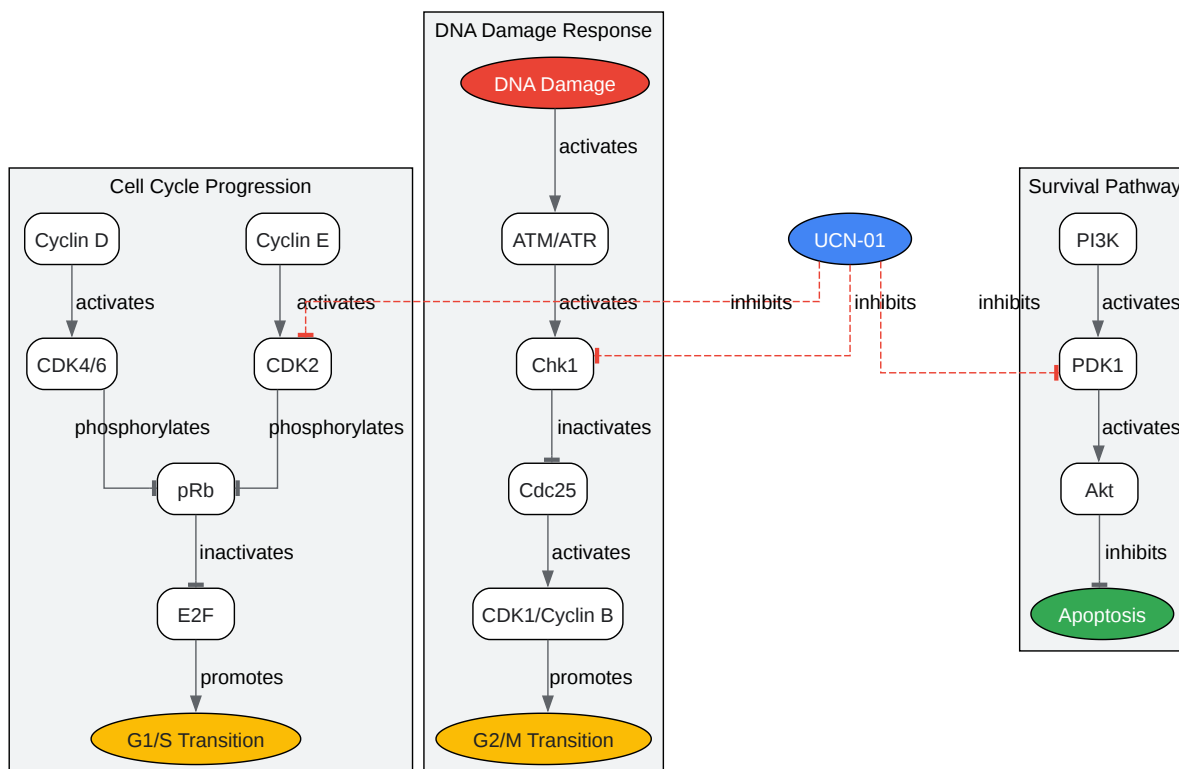 DNA Damage Response
DNA Damage
activates
Cell Cycle Progression
Survival Pathway
Cyclin D
Cyclin E
ATM/ATR
UCN-01
PI3K
activates
activates
activates
inhibits
inhibits
inhibits
activates
CDK4/6
CDK2
Chk1
PDK1
phosphorylates
phosphorylates
inactivates
activates
pRb
Cdc25
Akt
inactivates
activates
inhibits
E2F
CDK1/Cyclin B
Apoptosis
promotes
promotes
G1/S Transition
G2/M Transition